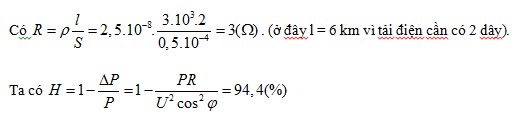 Có R = ρ l/S = 2,5.10⁻⁸. 3.10³.2/0,5.10⁻⁴ = 3(Ω) . (ở đây l = 6 km vì tải điện cần có 2 dây).
Ta có H = 1 − ΔP/P = 1 − PR/U² cos² φ = 94,4(%)